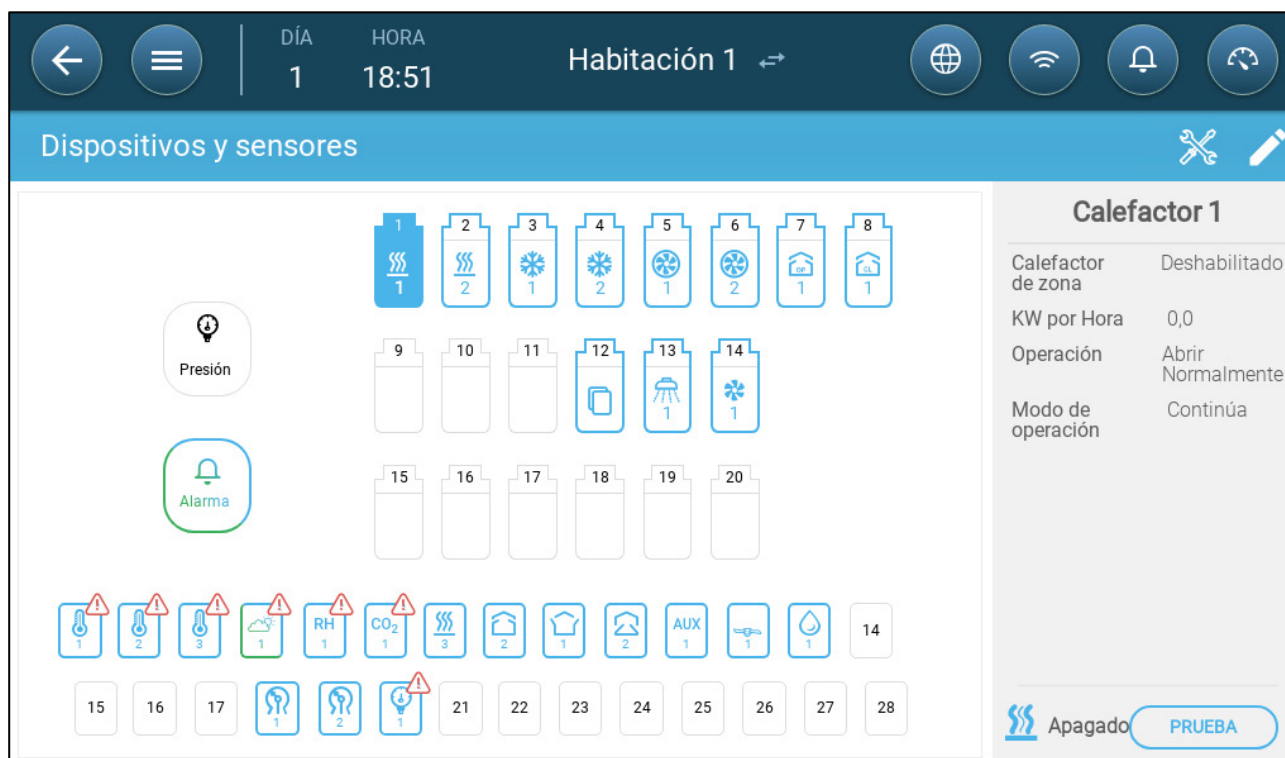 DÍA HORA
1 18:51 Habitación 1
Dispositivos y sensores
Calefactor 1
Calefactor de zona Deshabilitado
KW por Hora 0,0
Operación Abrir Normalmente
Modo de operación Continúa
1 2 3 4 5 6 7 8
OP CL
1 2 1 2 1 2 1 1
Presión
9 10 11 12 13 14
1 1
Alarma
15 16 17 18 19 20
RH CO₂ AUX 14
1 2 3 1 1 1 3 2 1 2 1 1 1
15 16 17 21 22 23 24 25 26 27 28
1 2 1
Apagado PRUEBA